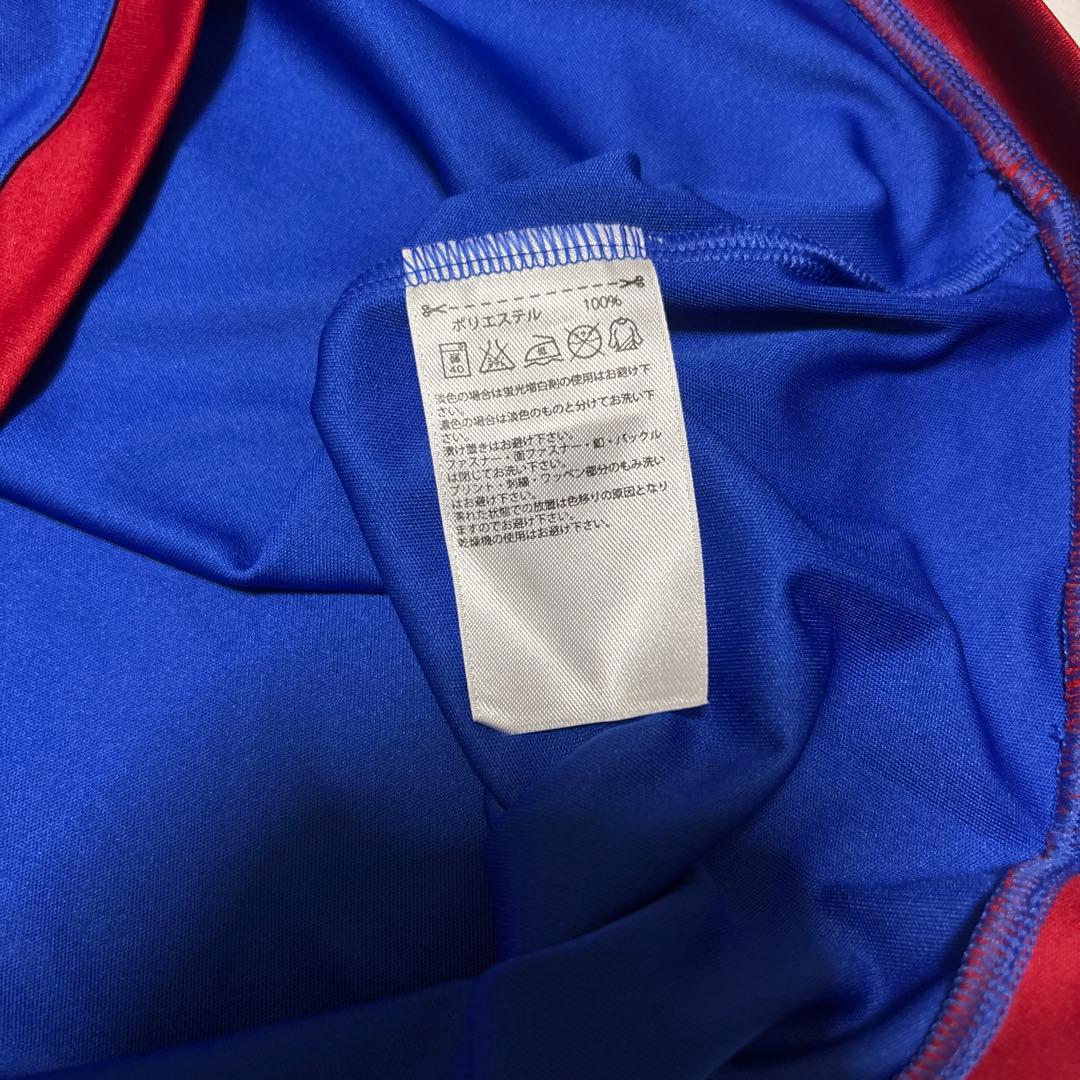 ポリエステル 100%
弱 40
淡色の場合は蛍光増白剤の使用はお避け下
さい。
濃色の場合は淡色のものと分けてお洗い下
さい。
漬け置きはお避け下さい。
ファスナー・面ファスナー・釦・バックル
は閉じてお洗い下さい。
プリント・刺繍・ワッペン部分のもみ洗い
はお避け下さい。
濡れた状態での放置は色移りの原因となり
ますのでお避け下さい。
乾燥機の使用はお避け下さい。